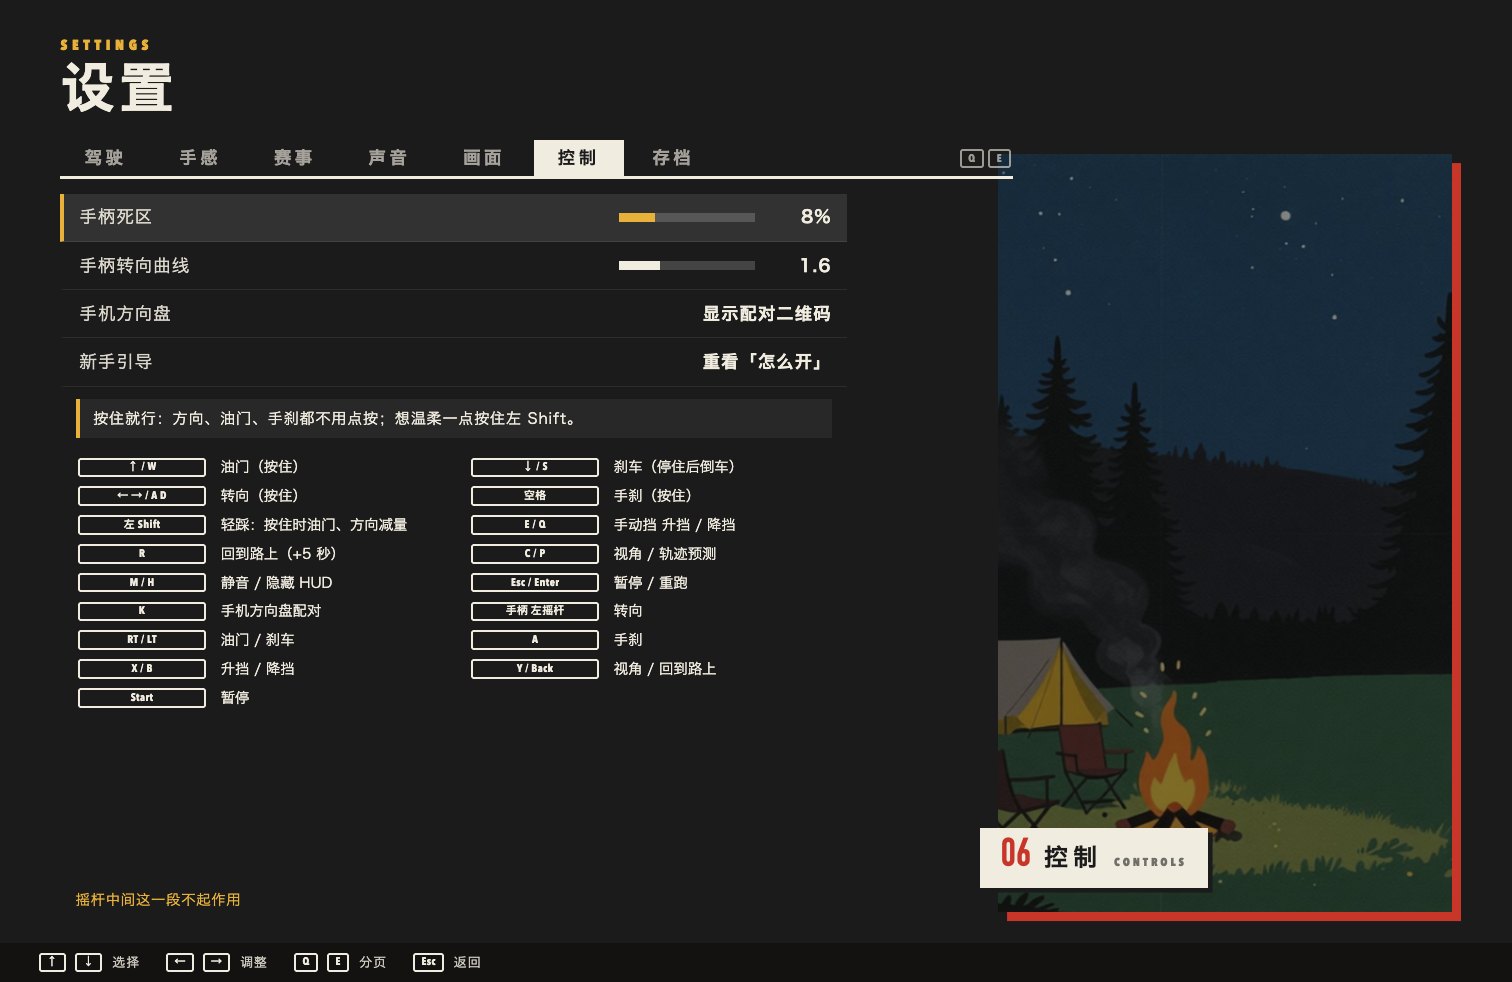 SETTINGS
设置
驾驶 手感 赛事 声音 画面 控制 存档 Q E
手柄死区 8%
手柄转向曲线 1.6
手机方向盘 显示配对二维码
新手引导 重看「怎么开」
按住就行：方向、油门、手刹都不用点按；想温柔一点按住左 Shift。
↑ / W 油门（按住） ↓ / S 刹车（停住后倒车）
← → / A D 转向（按住） 空格 手刹（按住）
左 Shift 轻踩：按住时油门、方向减量 E / Q 手动挡 升挡 / 降挡
R 回到路上（+5 秒） C / P 视角 / 轨迹预测
M / H 静音 / 隐藏 HUD Esc / Enter 暂停 / 重跑
K 手机方向盘配对 手柄 左摇杆 转向
RT / LT 油门 / 刹车 A 手刹
X / B 升挡 / 降挡 Y / Back 视角 / 回到路上
Start 暂停
06 控制 CONTROLS
摇杆中间这一段不起作用
↑ ↓ 选择 ← → 调整 Q E 分页 Esc 返回